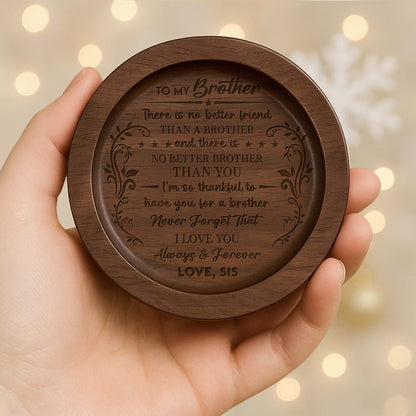 TO MY Brother
There is no better friend
THAN A BROTHER
and there is
NO BETTER BROTHER
THAN YOU
I'm so thankful to
have you for a brother
Never Forget That
I LOVE YOU
Always & Forever
LOVE, SIS